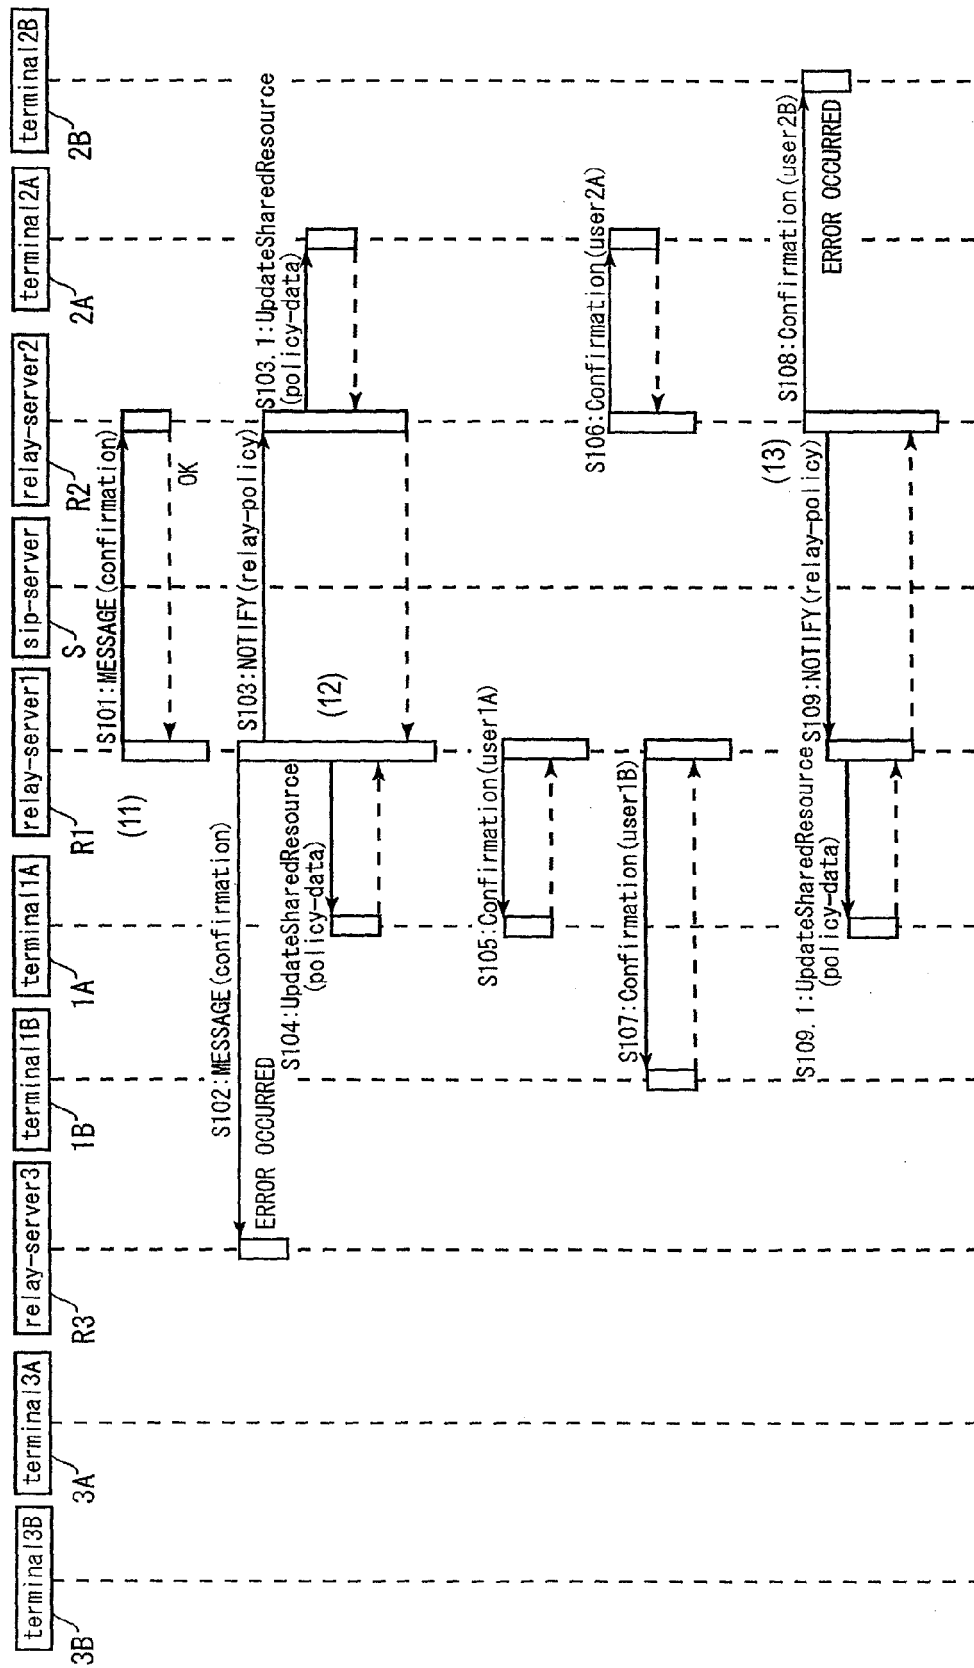 terminal3B
terminal3A
relay-server3
terminal1B
terminal1A
relay-server1
sip-server
relay-server2
terminal2A
terminal2B
3B
3A
R3
1B
1A
R1
S
R2
2A
2B
(11)
S101:MESSAGE(confirmation)
OK
S102:MESSAGE(confirmation)
ERROR OCCURRED
S103:NOTIFY(relay-policy)
S103.1:UpdateSharedResource
(policy-data)
(12)
S104:UpdateSharedResource
(policy-data)
S105:Confirmation(user1A)
S106:Confirmation(user2A)
S107:Confirmation(user1B)
S108:Confirmation(user2B)
ERROR OCCURRED
(13)
S109:NOTIFY(relay-policy)
S109.1:UpdateSharedResource
(policy-data)